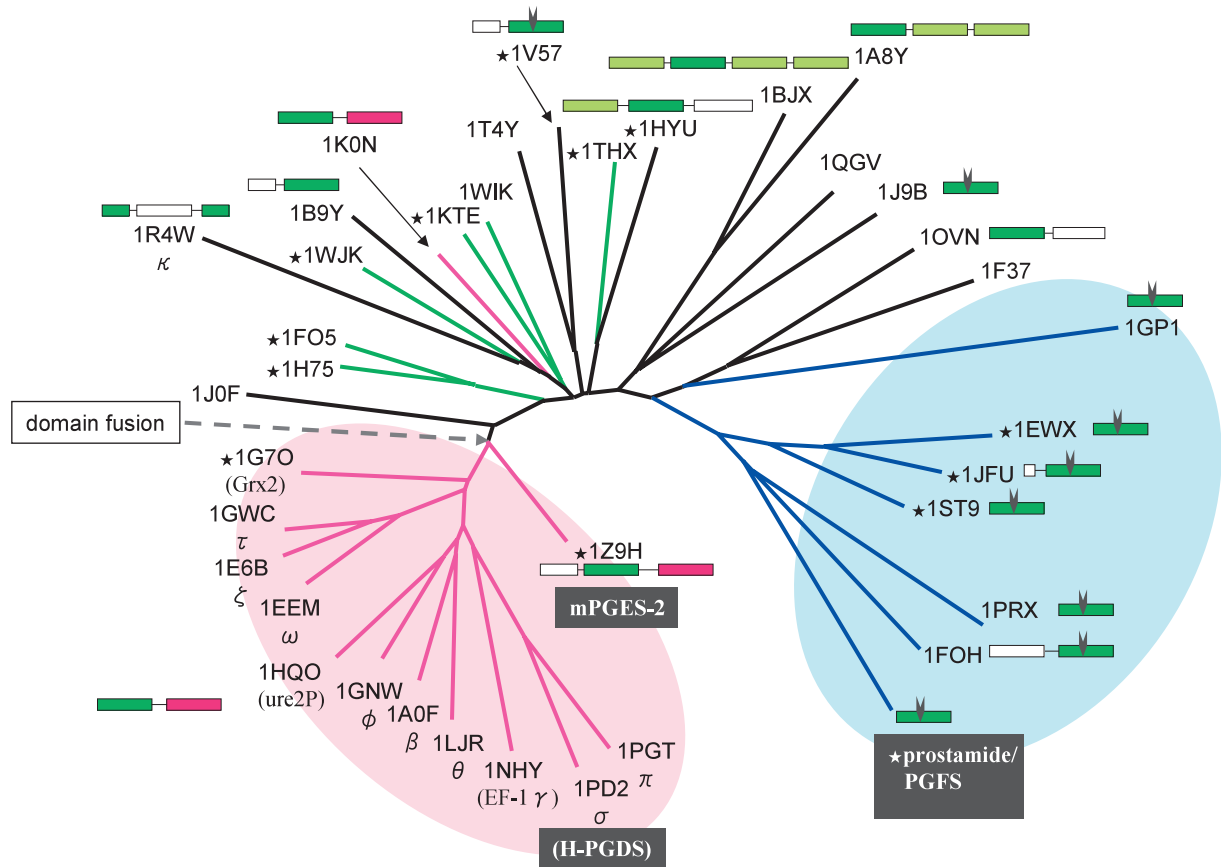 1A8Y
★1V57
1BJX
★1HYU
1T4Y
1K0N
★1THX
1QGV
1J9B
1WIK
★1KTE
1B9Y
1R4W
κ
1OVN
★1WJK
1F37
1GP1
★1FO5
★1H75
1J0F
domain fusion
★1EWX
★1G7O
(Grx2)
★1JFU
★1ST9
1GWC
τ
★1Z9H
1E6B
ζ
mPGES-2
1PRX
1EEM
ω
1FOH
1HQO
(ure2P)
1GNW
ϕ
1A0F
β
1LJR
θ
1NHY
(EF-1 γ)
1PGT
π
1PD2
σ
★prostamide/
PGFS
(H-PGDS)